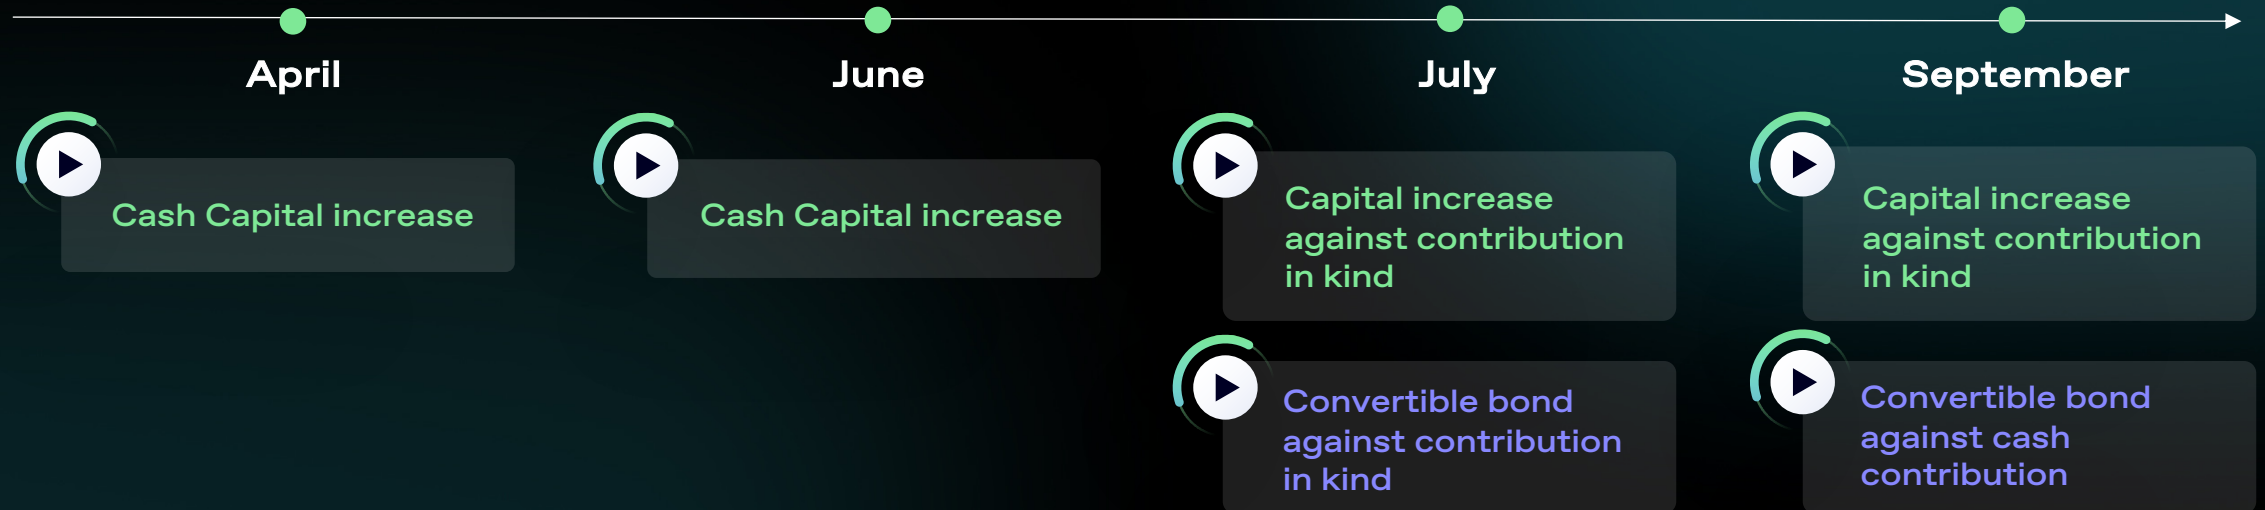 April
June
July
September
Cash Capital increase
Cash Capital increase
Capital increase
against contribution
in kind
Capital increase
against contribution
in kind
Convertible bond
against contribution
in kind
Convertible bond
against cash
contribution